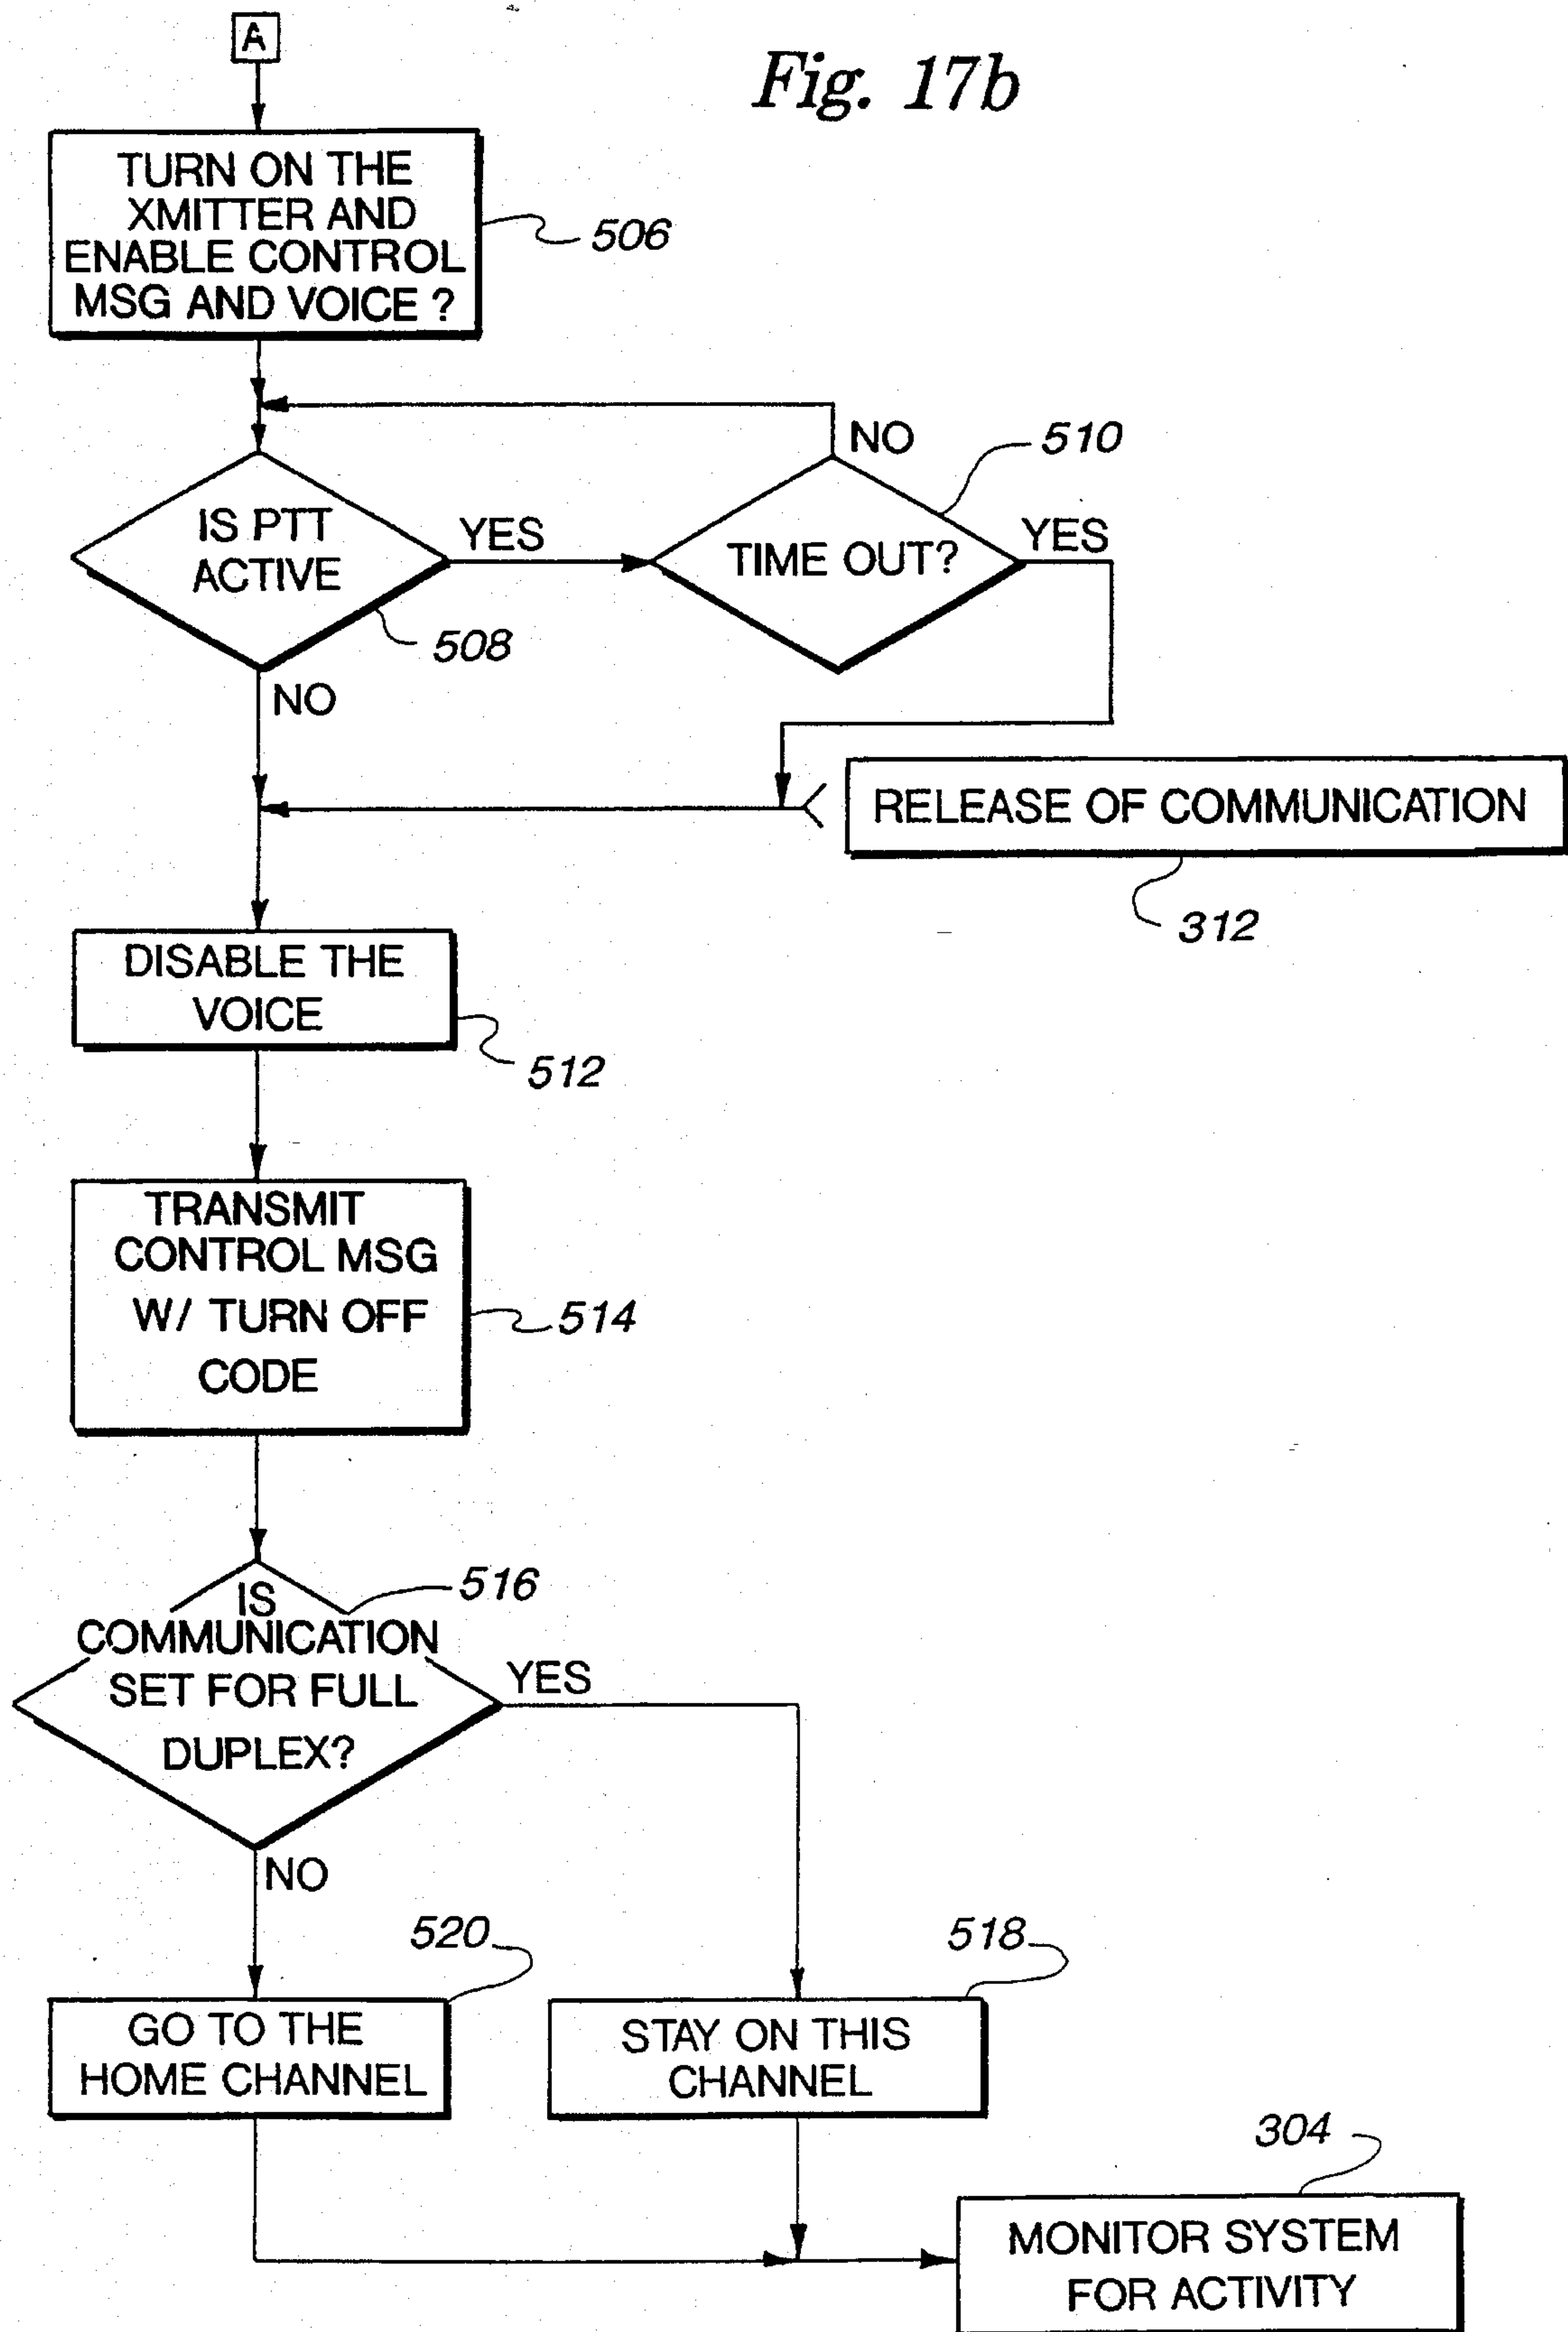 A
Fig. 17b
TURN ON THE
XMITTER AND
ENABLE CONTROL
MSG AND VOICE ?
506
NO
510
IS PTT
ACTIVE
YES
TIME OUT?
YES
508
NO
RELEASE OF COMMUNICATION
312
DISABLE THE
VOICE
512
TRANSMIT
CONTROL MSG
W/ TURN OFF
CODE
514
516
IS
COMMUNICATION
SET FOR FULL
DUPLEX?
YES
NO
520
518
GO TO THE
HOME CHANNEL
STAY ON THIS
CHANNEL
304
MONITOR SYSTEM
FOR ACTIVITY